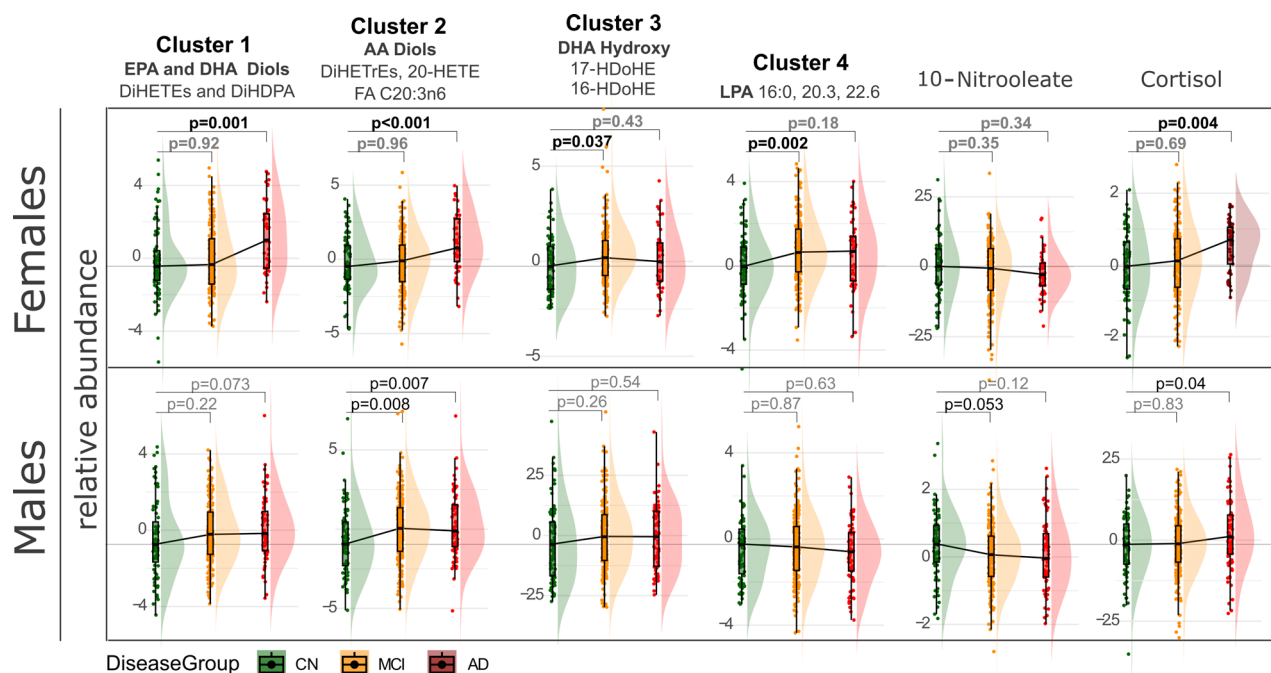 Cluster 1
EPA and DHA Diols
DiHETEs and DiHDPA
Cluster 2
AA Diols
DiHETrEs, 20-HETE
FA C20:3n6
Cluster 3
DHA Hydroxy
17-HDoHE
16-HDoHE
Cluster 4
LPA 16:0, 20.3, 22.6
10-Nitrooleate
Cortisol
Females
relative abundance
p=0.001
p=0.92
4
0
−4
p<0.001
p=0.96
5
0
−5
p=0.43
p=0.037
5
0
−5
p=0.18
p=0.002
4
0
−4
p=0.34
p=0.35
25
0
−25
p=0.004
p=0.69
2
0
−2
Males
p=0.073
p=0.22
4
0
−4
p=0.007
p=0.008
5
0
−5
p=0.54
p=0.26
25
0
−25
p=0.63
p=0.87
4
0
−4
p=0.12
p=0.053
2
0
−2
p=0.04
p=0.83
25
0
−25
DiseaseGroup CN MCI AD